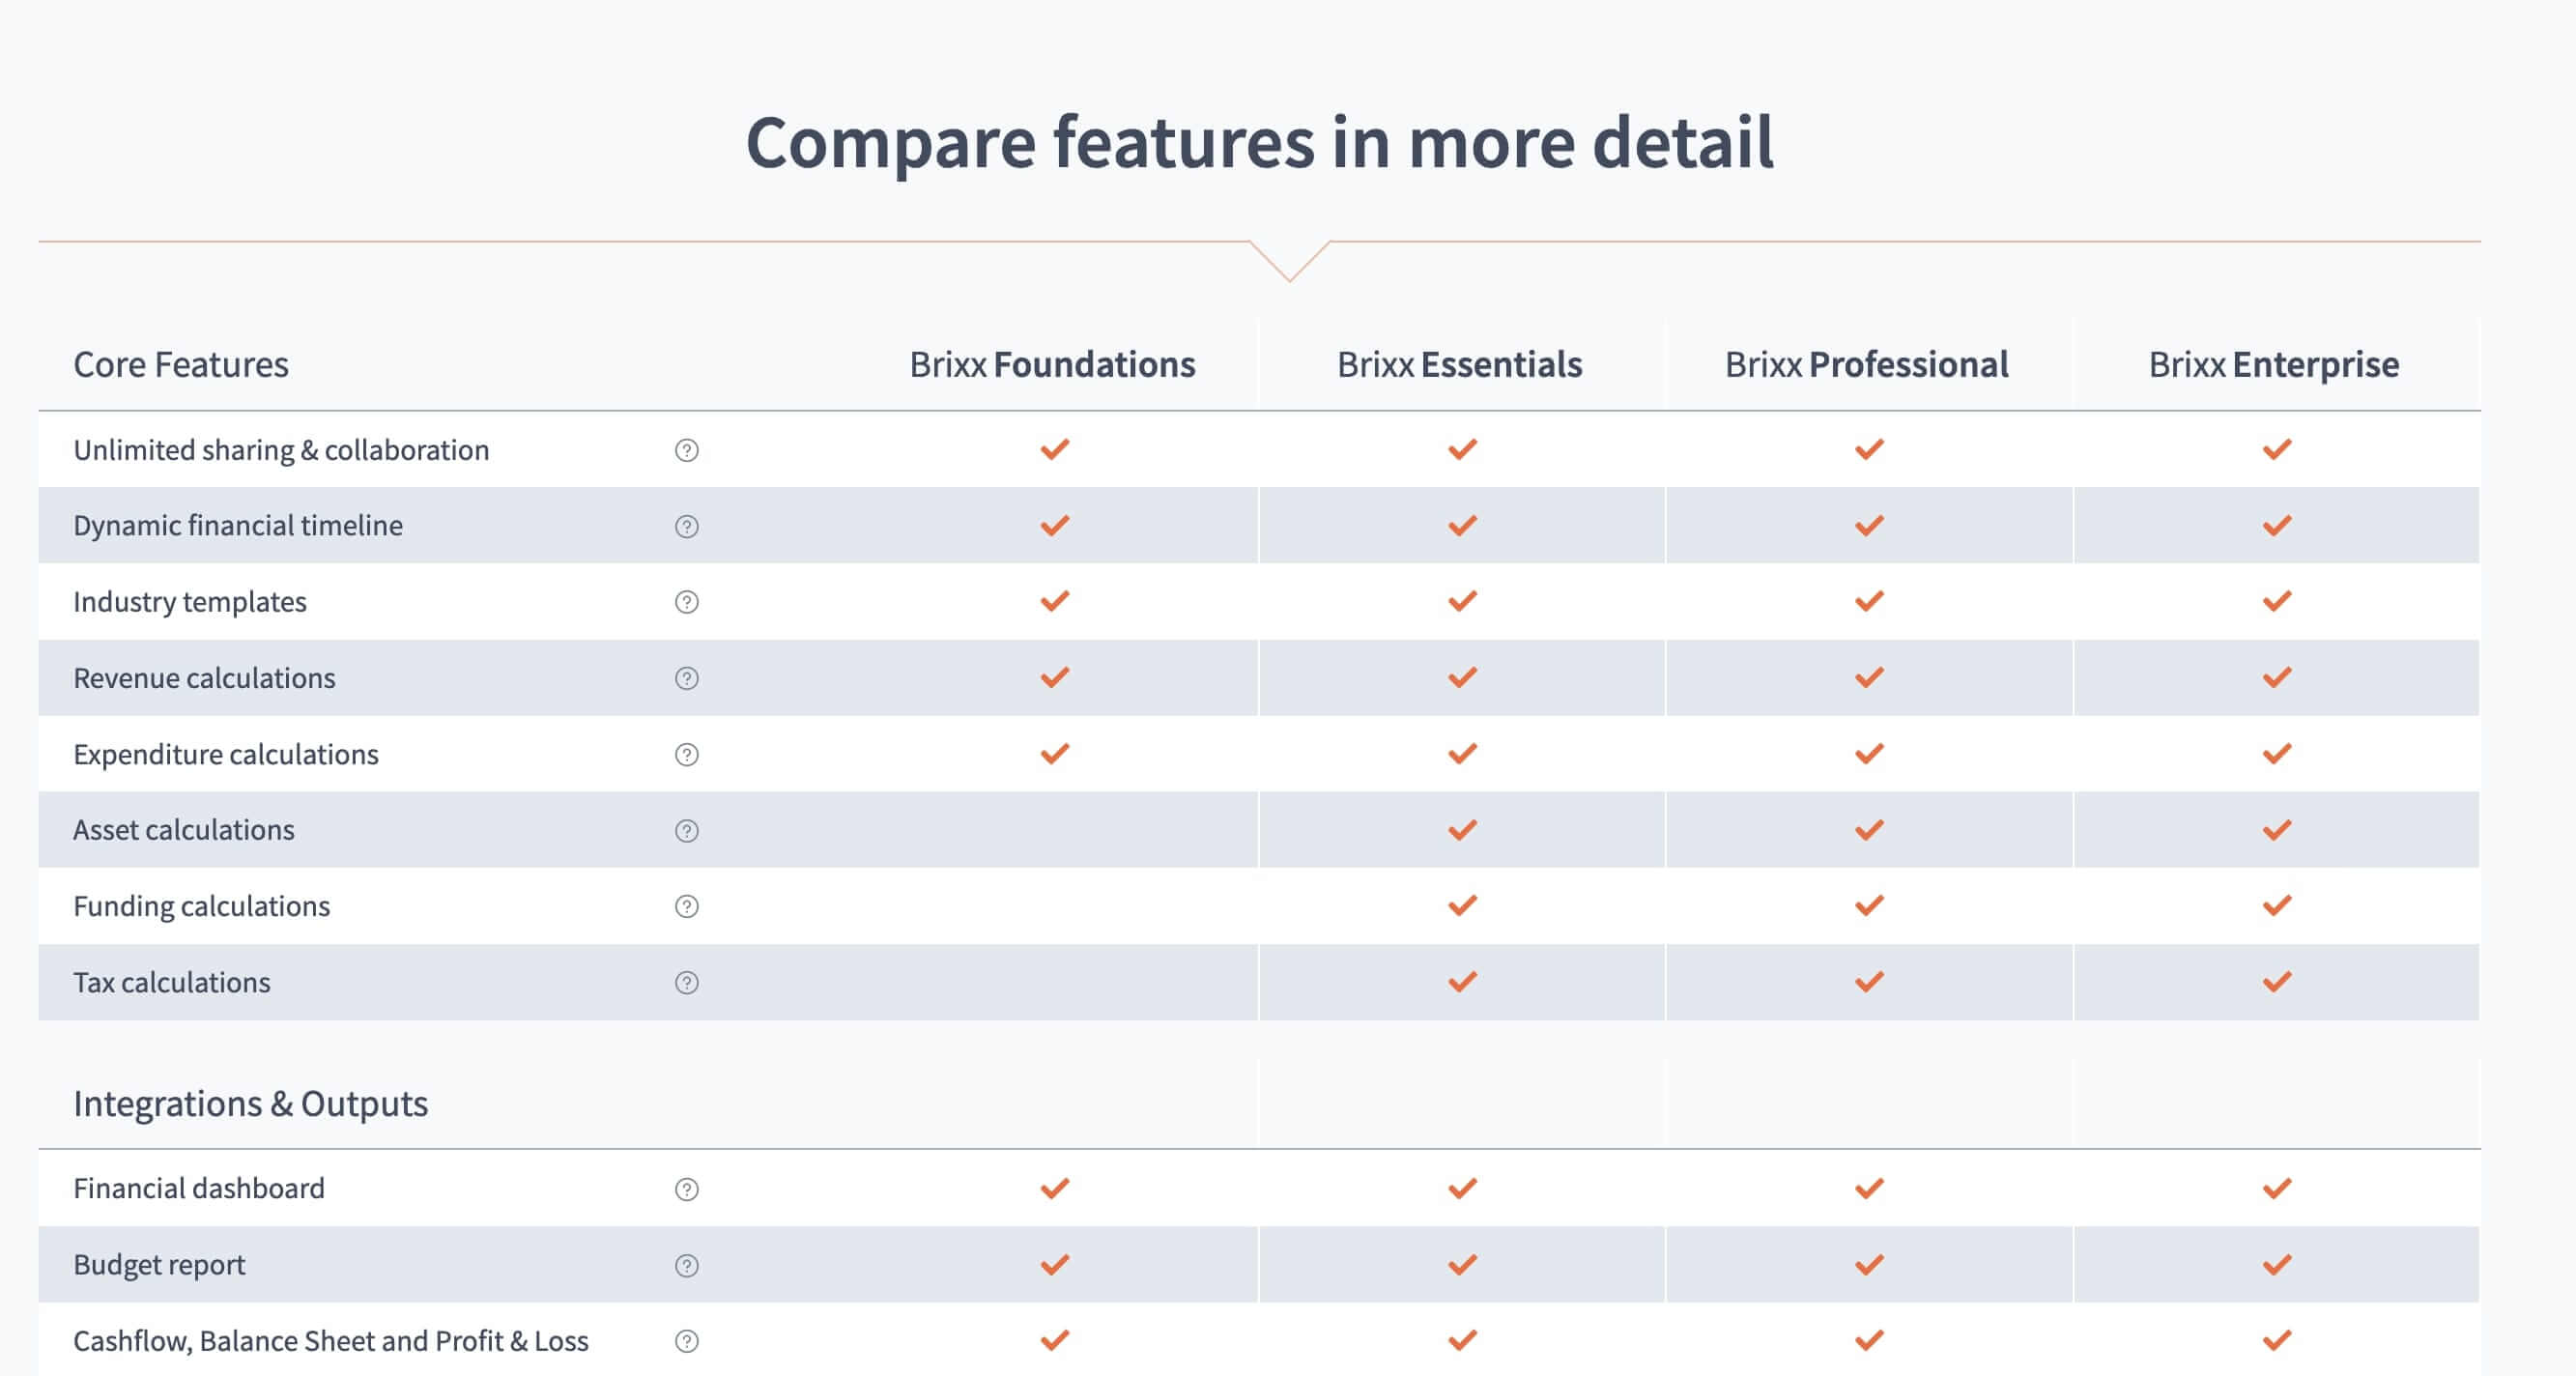 Compare features in more detail
Core Features Brixx Foundations Brixx Essentials Brixx Professional Brixx Enterprise
Unlimited sharing & collaboration ?
Dynamic financial timeline ?
Industry templates ?
Revenue calculations ?
Expenditure calculations ?
Asset calculations ?
Funding calculations ?
Tax calculations ?
Integrations & Outputs
Financial dashboard ?
Budget report ?
Cashflow, Balance Sheet and Profit & Loss ?